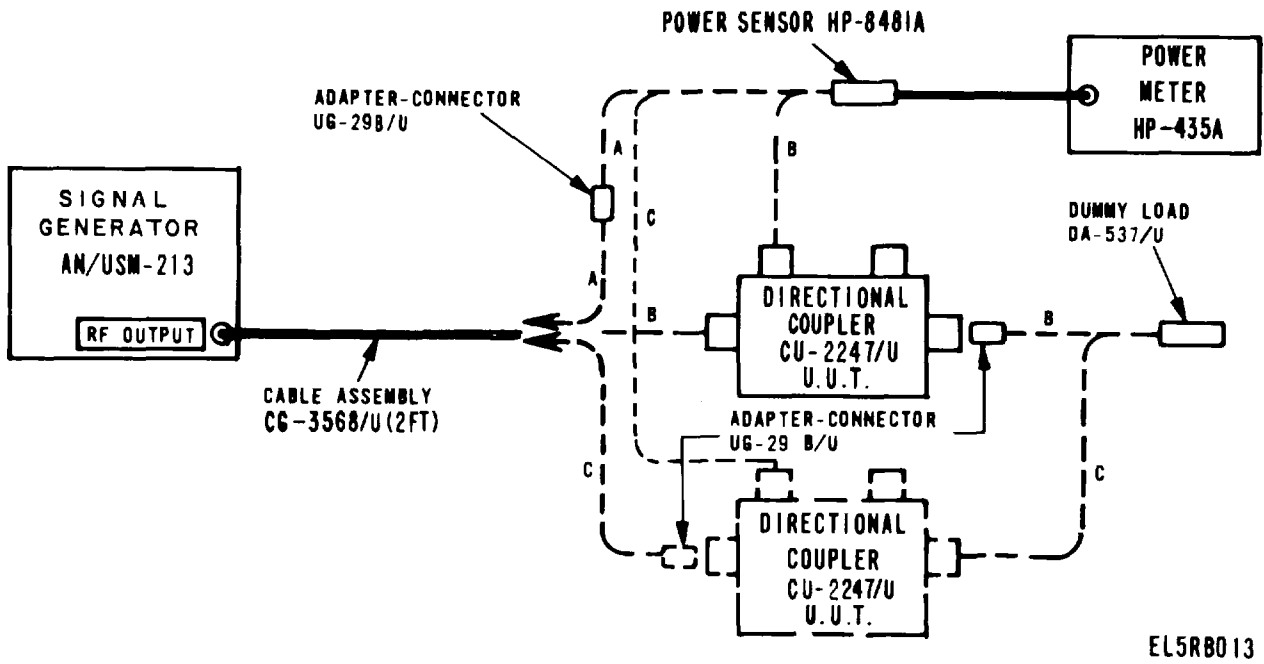 POWER SENSOR HP-8481A
POWER
METER
HP-435A
ADAPTER-CONNECTOR
UG-29B/U
A
B
C
SIGNAL
GENERATOR
AN/USM-213
RF OUTPUT
DUMMY LOAD
DA-537/U
A
B
DIRECTIONAL
COUPLER
CU-2247/U
U.U.T.
B
CABLE ASSEMBLY
CG-3568/U(2FT)
ADAPTER-CONNECTOR
UG-29 B/U
C
C
DIRECTIONAL
COUPLER
CU-2247/U
U.U.T.
EL5RB013